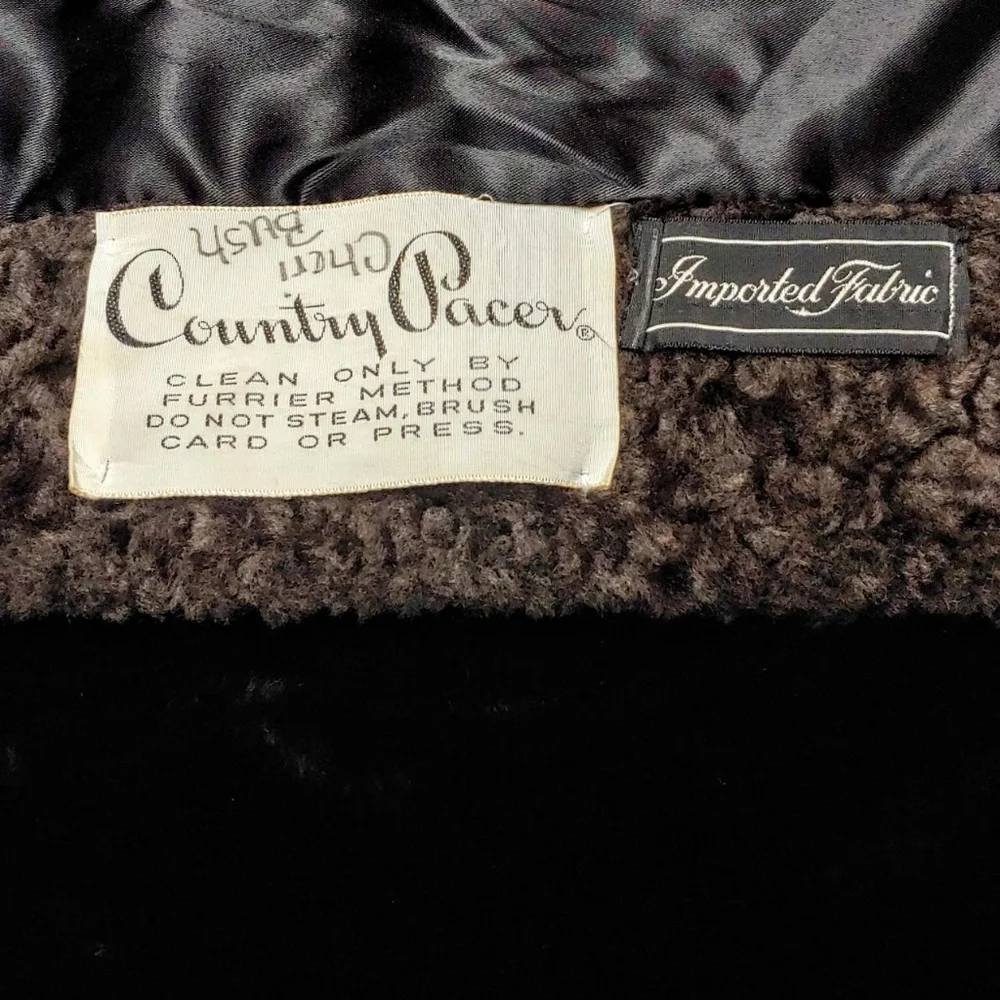 Cheri
Bush
Country Pacer®
CLEAN ONLY BY
FURRIER METHOD
DO NOT STEAM, BRUSH
CARD OR PRESS.
Imported Fabric